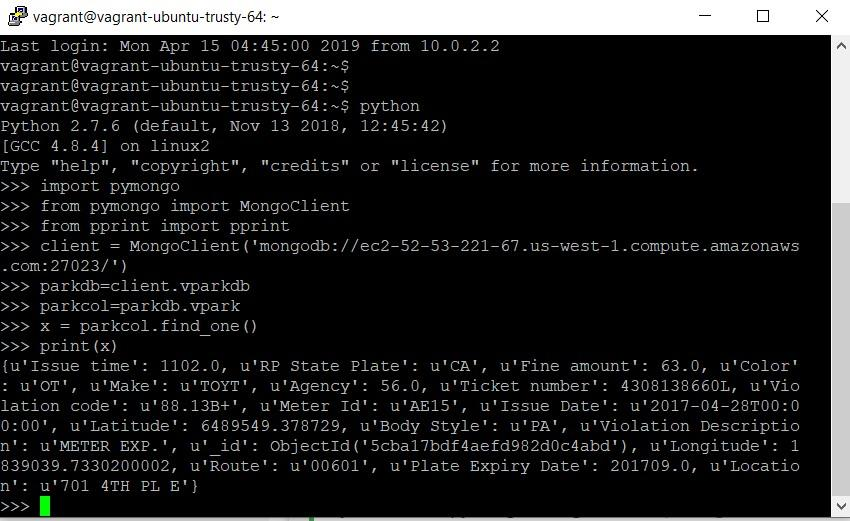 vagrant@vagrant-ubuntu-trusty-64: ~
Last login: Mon Apr 15 04:45:00 2019 from 10.0.2.2
vagrant@vagrant-ubuntu-trusty-64:~$
vagrant@vagrant-ubuntu-trusty-64:~$
vagrant@vagrant-ubuntu-trusty-64:~$ python
Python 2.7.6 (default, Nov 13 2018, 12:45:42)
[GCC 4.8.4] on linux2
Type "help", "copyright", "credits" or "license" for more information.
>>> import pymongo
>>> from pymongo import MongoClient
>>> from pprint import pprint
>>> client = MongoClient('mongodb://ec2-52-53-221-67.us-west-1.compute.amazonaws
.com:27023/')
>>> parkdb=client.vparkdb
>>> parkcol=parkdb.vpark
>>> x = parkcol.find_one()
>>> print(x)
{u'Issue time': 1102.0, u'RP State Plate': u'CA', u'Fine amount': 63.0, u'Color'
: u'OT', u'Make': u'TOYT', u'Agency': 56.0, u'Ticket number': 4308138660L, u'Vio
lation code': u'88.13B+', u'Meter Id': u'AE15', u'Issue Date': u'2017-04-28T00:0
0:00', u'Latitude': 6489549.378729, u'Body Style': u'PA', u'Violation Descriptio
n': u'METER EXP.', u'_id': ObjectId('5cba17bdf4aefd982d0c4abd'), u'Longitude': 1
839039.7330200002, u'Route': u'00601', u'Plate Expiry Date': 201709.0, u'Locatio
n': u'701 4TH PL E'}
>>>